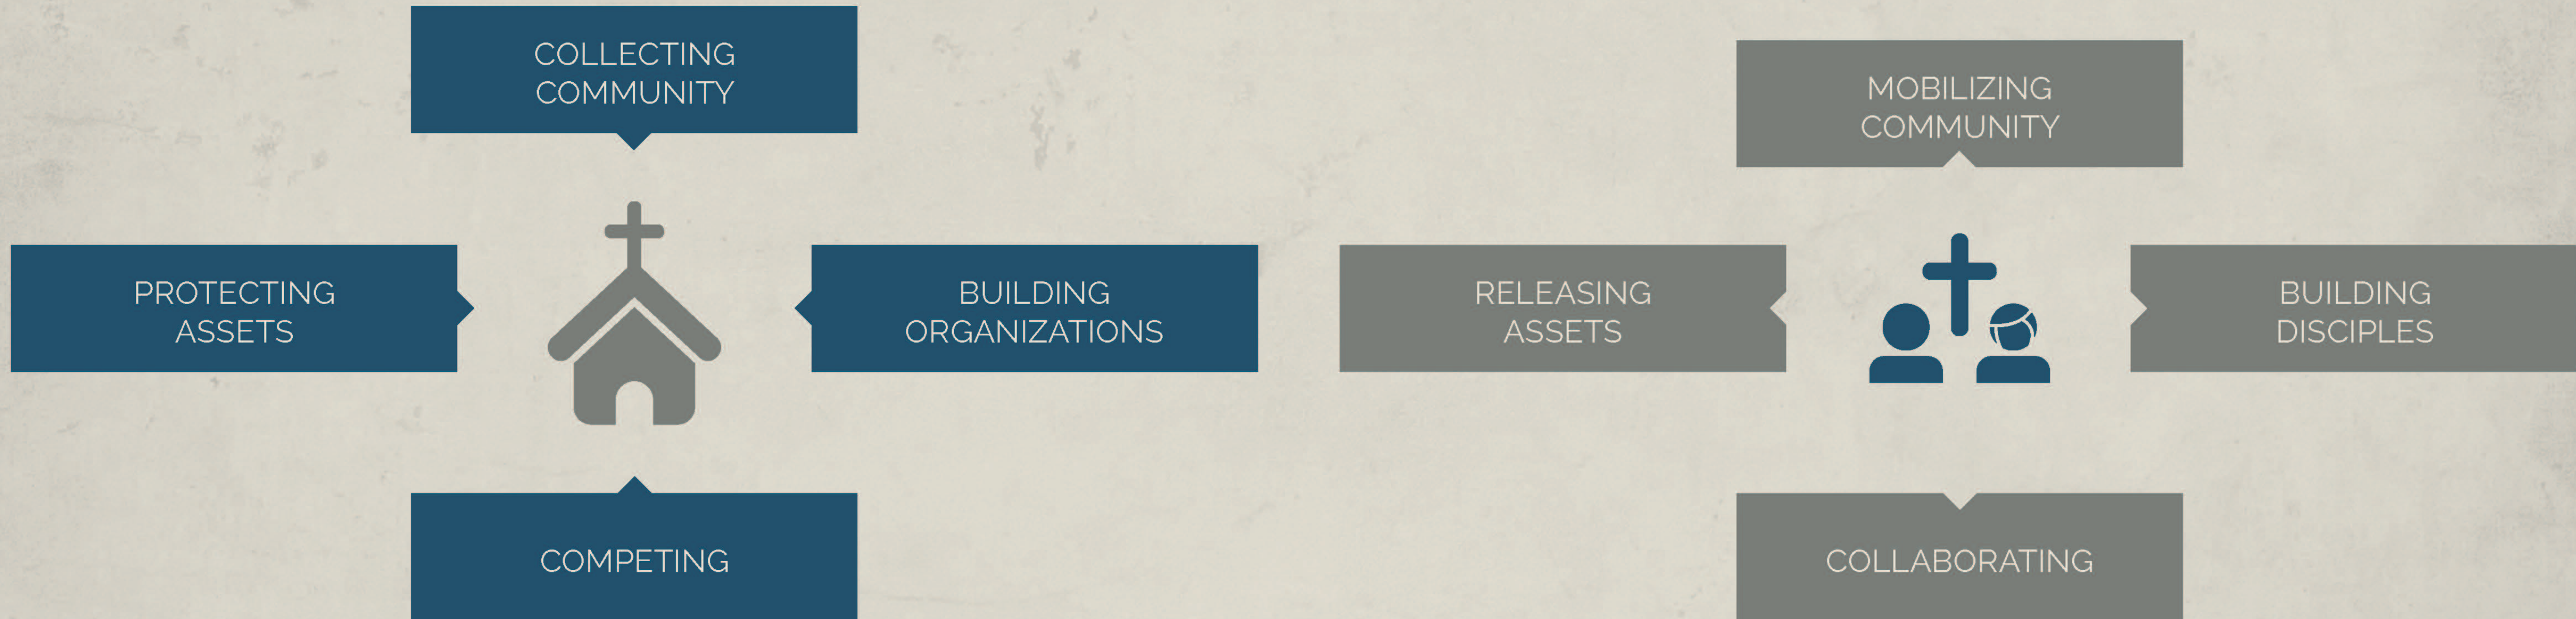 COLLECTING
COMMUNITY
PROTECTING
ASSETS
BUILDING
ORGANIZATIONS
COMPETING
MOBILIZING
COMMUNITY
RELEASING
ASSETS
BUILDING
DISCIPLES
COLLABORATING